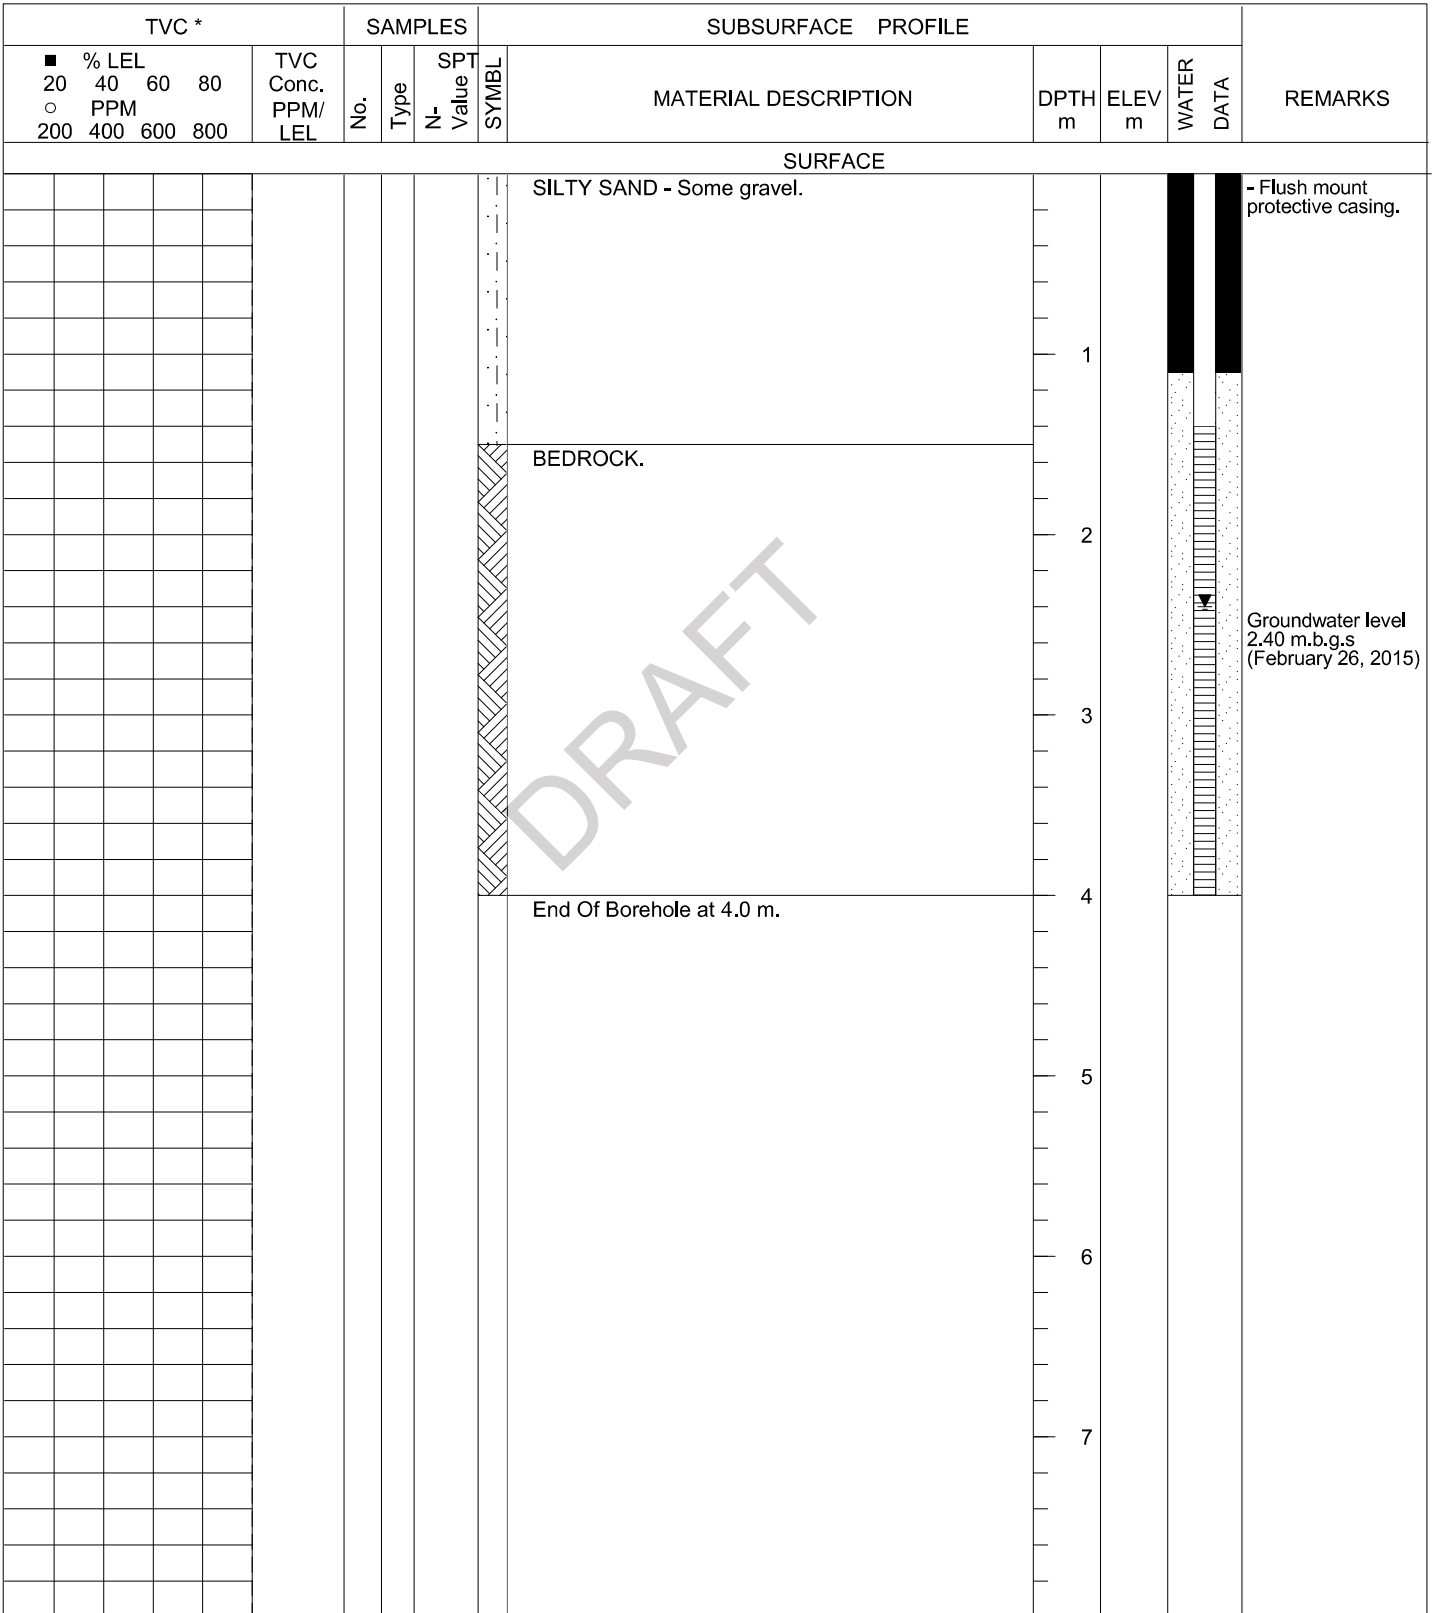 TVC *
SAMPLES
SUBSURFACE PROFILE
■ % LEL
20 40 60 80
○ PPM
200 400 600 800
TVC
Conc.
PPM/
LEL
No.
Type
SPT
N-
Value
SYMBL
MATERIAL DESCRIPTION
DPTH
m
ELEV
m
WATER
DATA
REMARKS
SURFACE
SILTY SAND - Some gravel.
- Flush mount
protective casing.
1
BEDROCK.
2
Groundwater level
2.40 m.b.g.s
(February 26, 2015)
3
DRAFT
4
End Of Borehole at 4.0 m.
5
6
7